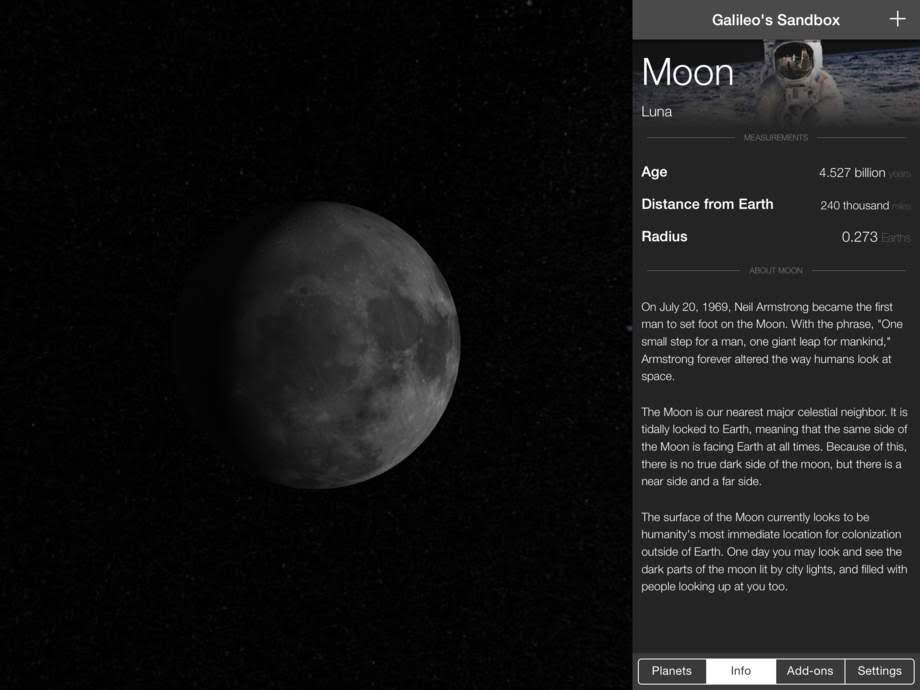 Galileo's Sandbox +
Moon
Luna
MEASUREMENTS
Age 4.527 billion years
Distance from Earth 240 thousand miles
Radius 0.273 Earths
ABOUT MOON
On July 20, 1969, Neil Armstrong became the first
man to set foot on the Moon. With the phrase, "One
small step for a man, one giant leap for mankind,"
Armstrong forever altered the way humans look at
space.
The Moon is our nearest major celestial neighbor. It is
tidally locked to Earth, meaning that the same side of
the Moon is facing Earth at all times. Because of this,
there is no true dark side of the moon, but there is a
near side and a far side.
The surface of the Moon currently looks to be
humanity's most immediate location for colonization
outside of Earth. One day you may look and see the
dark parts of the moon lit by city lights, and filled with
people looking up at you too.
Planets Info Add-ons Settings